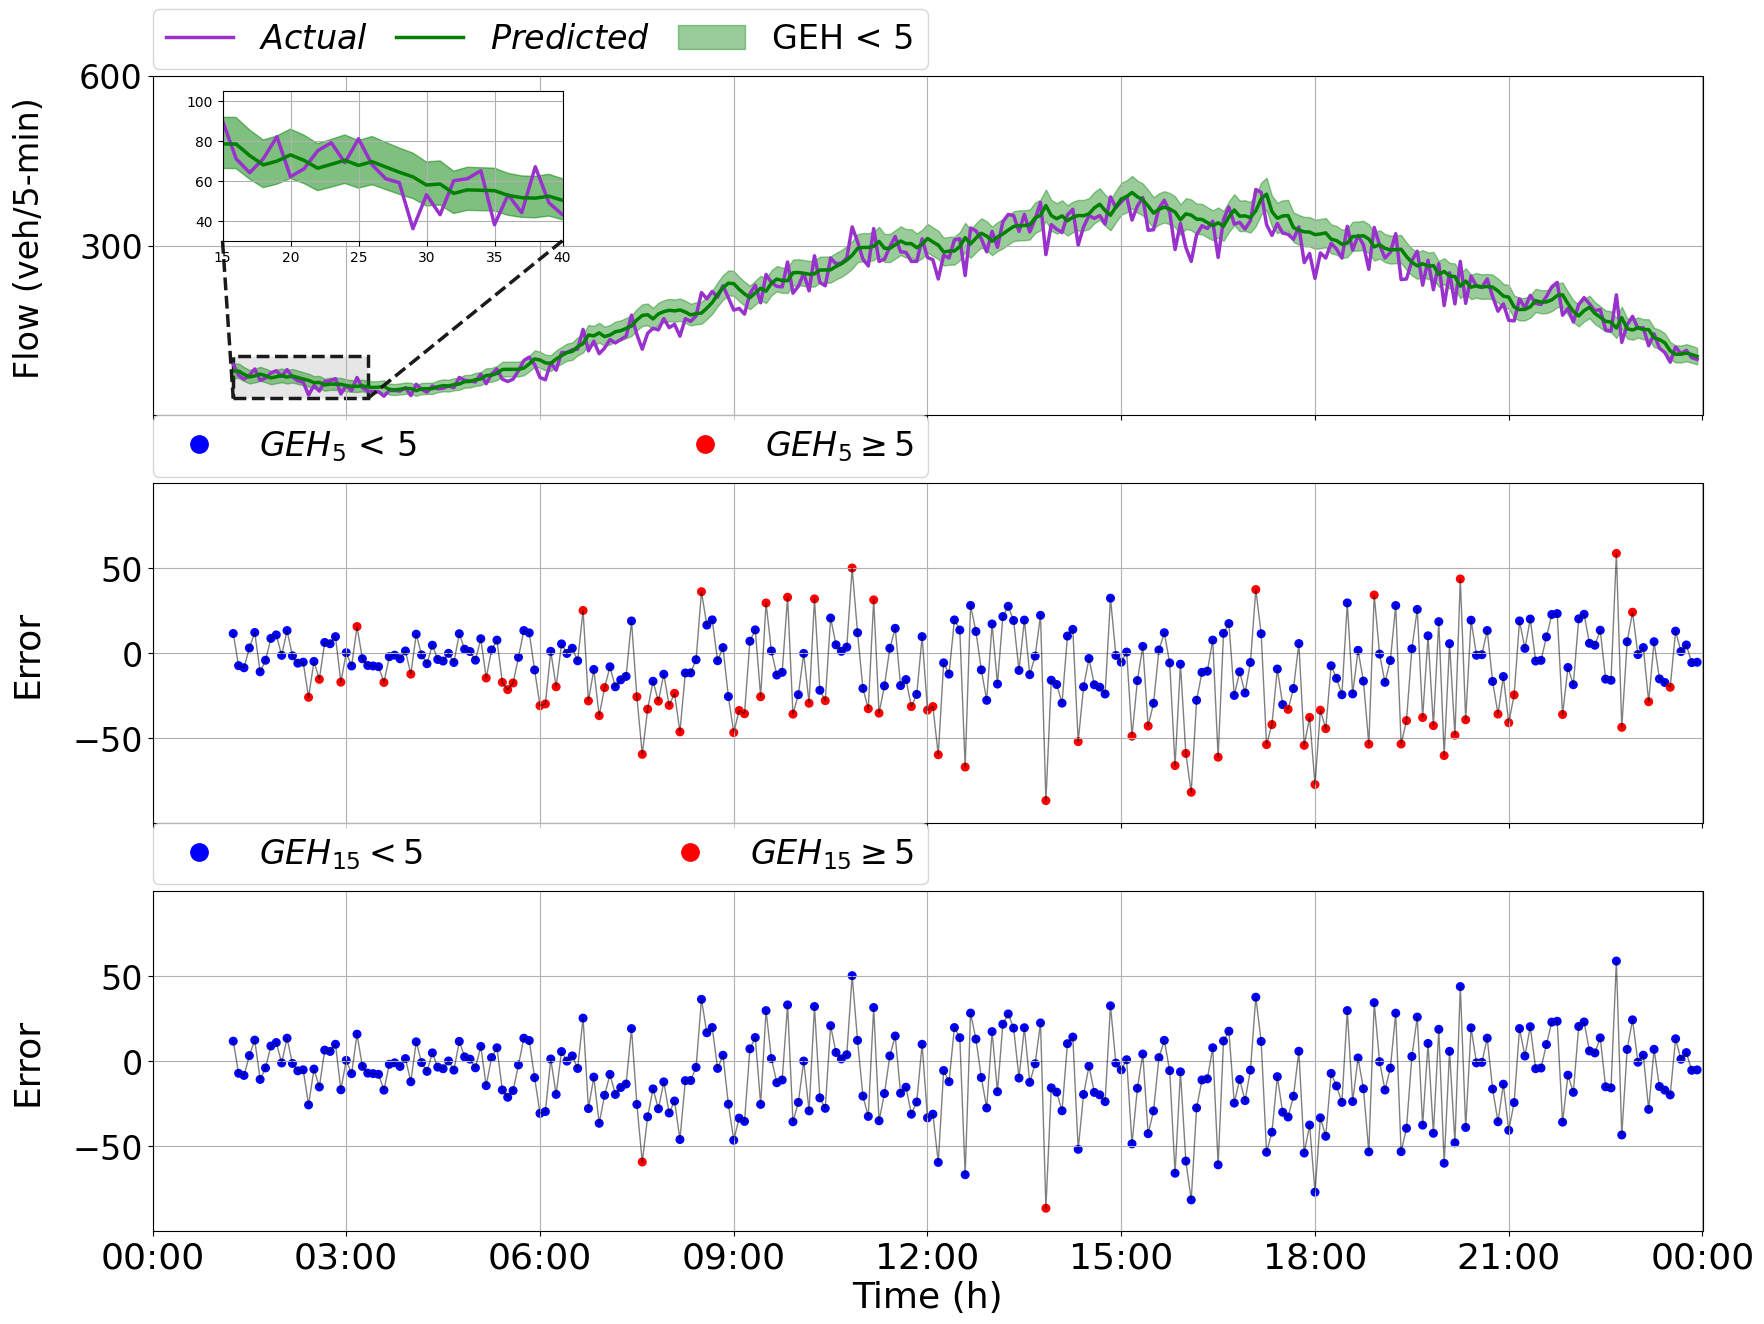 Actual Predicted GEH < 5
600
300
Flow (veh/5-min)
100
80
60
40
15 20 25 30 35 40
GEH5 < 5 GEH5 ≥ 5
50
0
−50
Error
GEH15 < 5 GEH15 ≥ 5
50
0
−50
Error
00:00 03:00 06:00 09:00 12:00 15:00 18:00 21:00 00:00
Time (h)